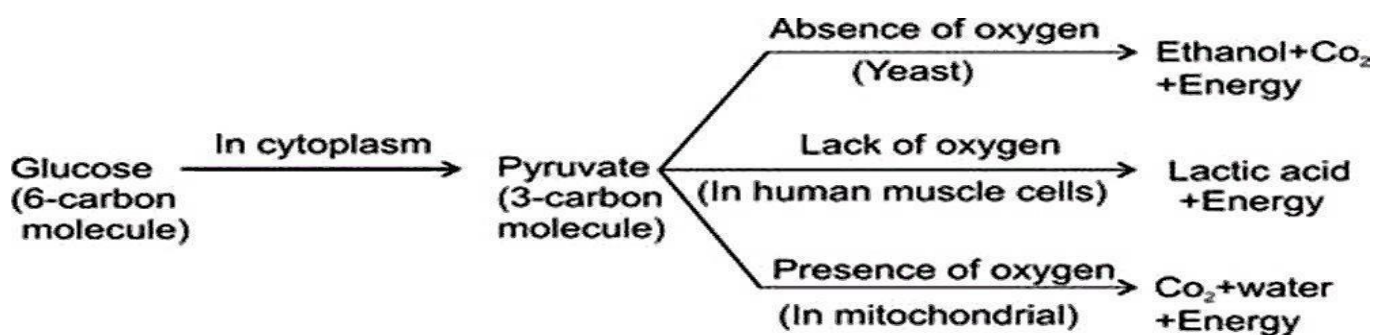 Glucose
(6-carbon
molecule)
In cytoplasm
Pyruvate
(3-carbon
molecule)
Absence of oxygen
(Yeast)
Ethanol+Co₂
+Energy
Lack of oxygen
(In human muscle cells)
Lactic acid
+Energy
Presence of oxygen
(In mitochondrial)
Co₂+water
+Energy